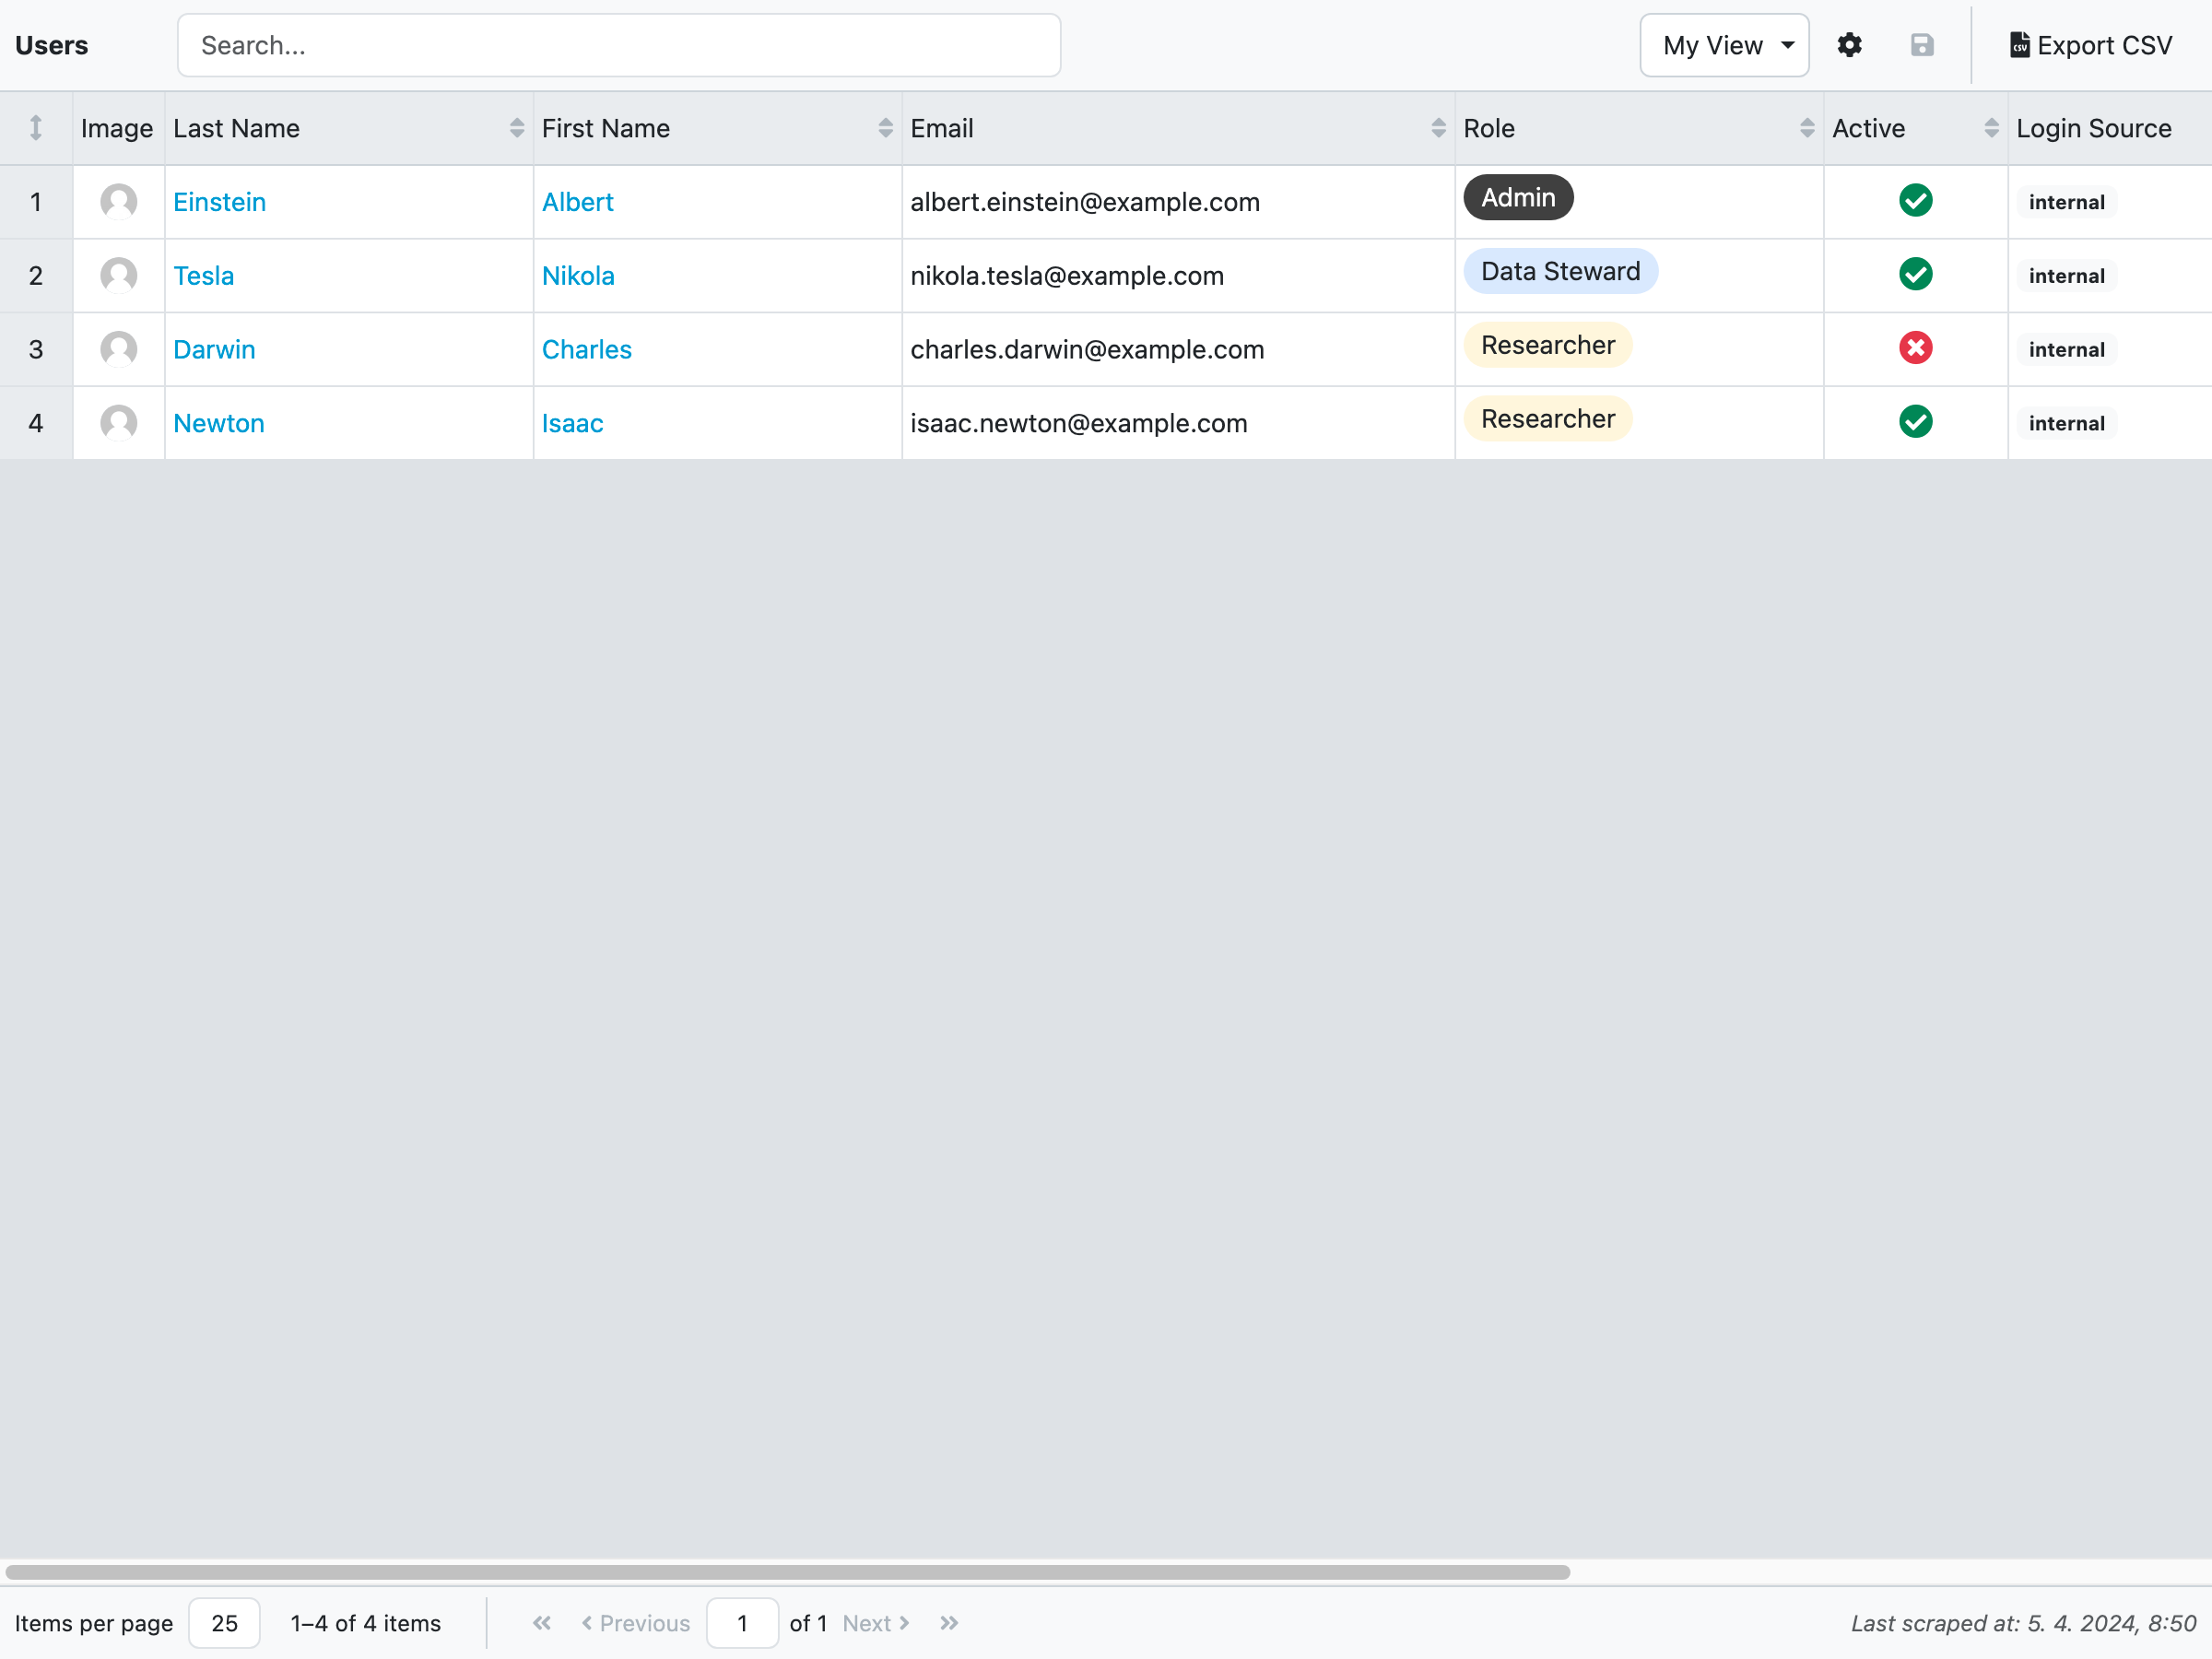 Users
Search...
My View
Export CSV
Image Last Name First Name Email Role Active Login Source
1 Einstein Albert albert.einstein@example.com Admin internal
2 Tesla Nikola nikola.tesla@example.com Data Steward internal
3 Darwin Charles charles.darwin@example.com Researcher internal
4 Newton Isaac isaac.newton@example.com Researcher internal
Items per page 25 1–4 of 4 items « ‹ Previous 1 of 1 Next › » Last scraped at: 5. 4. 2024, 8:50